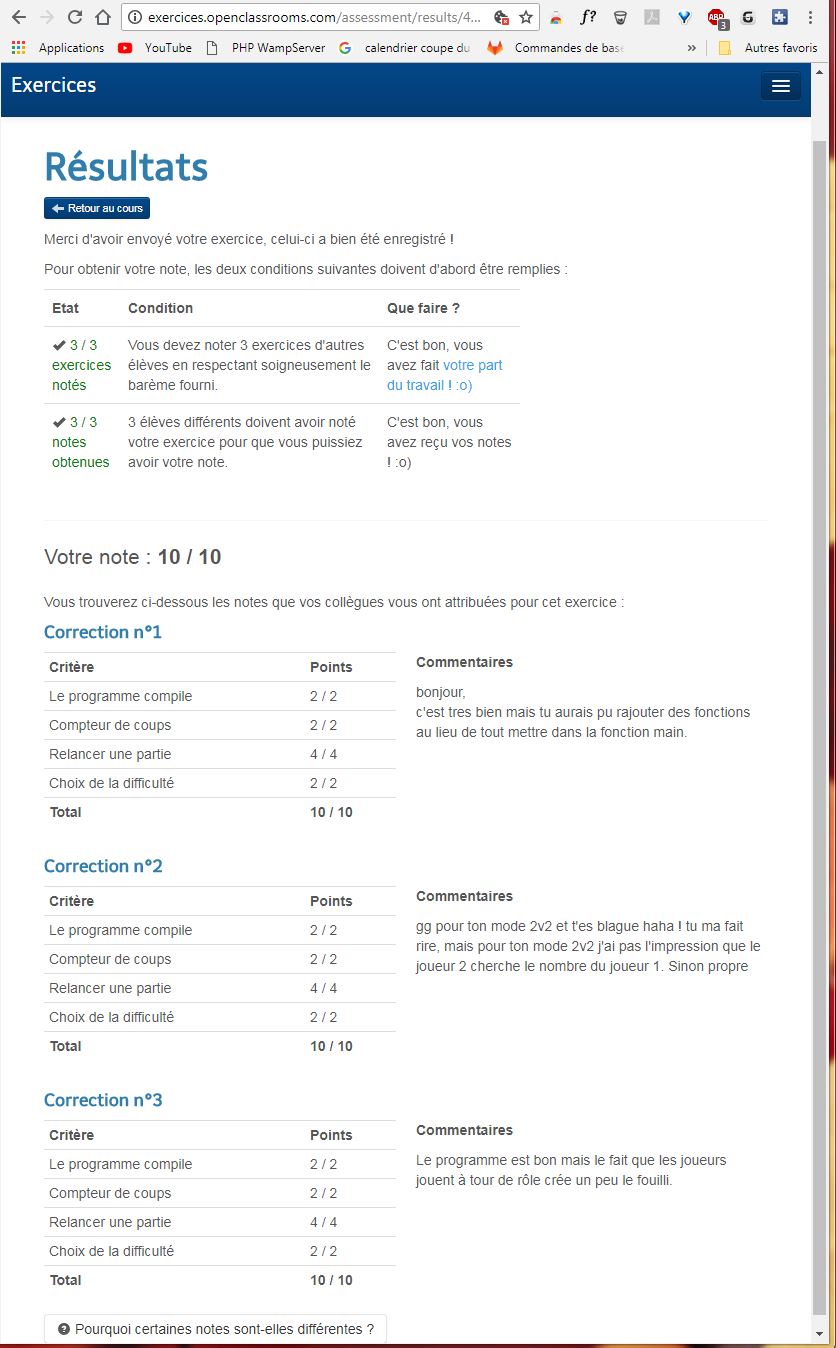 exercices.openclassrooms.com/assessment/results/4...
Applications YouTube PHP WampServer calendrier coupe du Commandes de base » Autres favoris
Exercices
Résultats
Retour au cours
Merci d'avoir envoyé votre exercice, celui-ci a bien été enregistré !
Pour obtenir votre note, les deux conditions suivantes doivent d'abord être remplies :
Etat Condition Que faire ?
3 / 3 Vous devez noter 3 exercices d'autres C'est bon, vous
exercices élèves en respectant soigneusement le avez fait votre part
notés barème fourni. du travail ! :o)
3 / 3 3 élèves différents doivent avoir noté C'est bon, vous
notes votre exercice pour que vous puissiez avez reçu vos notes
obtenues avoir votre note. ! :o)
Votre note : 10 / 10
Vous trouverez ci-dessous les notes que vos collègues vous ont attribuées pour cet exercice :
Correction n°1
Critère Points
Le programme compile 2 / 2
Compteur de coups 2 / 2
Relancer une partie 4 / 4
Choix de la difficulté 2 / 2
Total 10 / 10
Commentaires
bonjour,
c'est tres bien mais tu aurais pu rajouter des fonctions
au lieu de tout mettre dans la fonction main.
Correction n°2
Critère Points
Le programme compile 2 / 2
Compteur de coups 2 / 2
Relancer une partie 4 / 4
Choix de la difficulté 2 / 2
Total 10 / 10
Commentaires
gg pour ton mode 2v2 et t'es blague haha ! tu ma fait
rire, mais pour ton mode 2v2 j'ai pas l'impression que le
joueur 2 cherche le nombre du joueur 1. Sinon propre
Correction n°3
Critère Points
Le programme compile 2 / 2
Compteur de coups 2 / 2
Relancer une partie 4 / 4
Choix de la difficulté 2 / 2
Total 10 / 10
Commentaires
Le programme est bon mais le fait que les joueurs
jouent à tour de rôle crée un peu le fouilli.
Pourquoi certaines notes sont-elles différentes ?